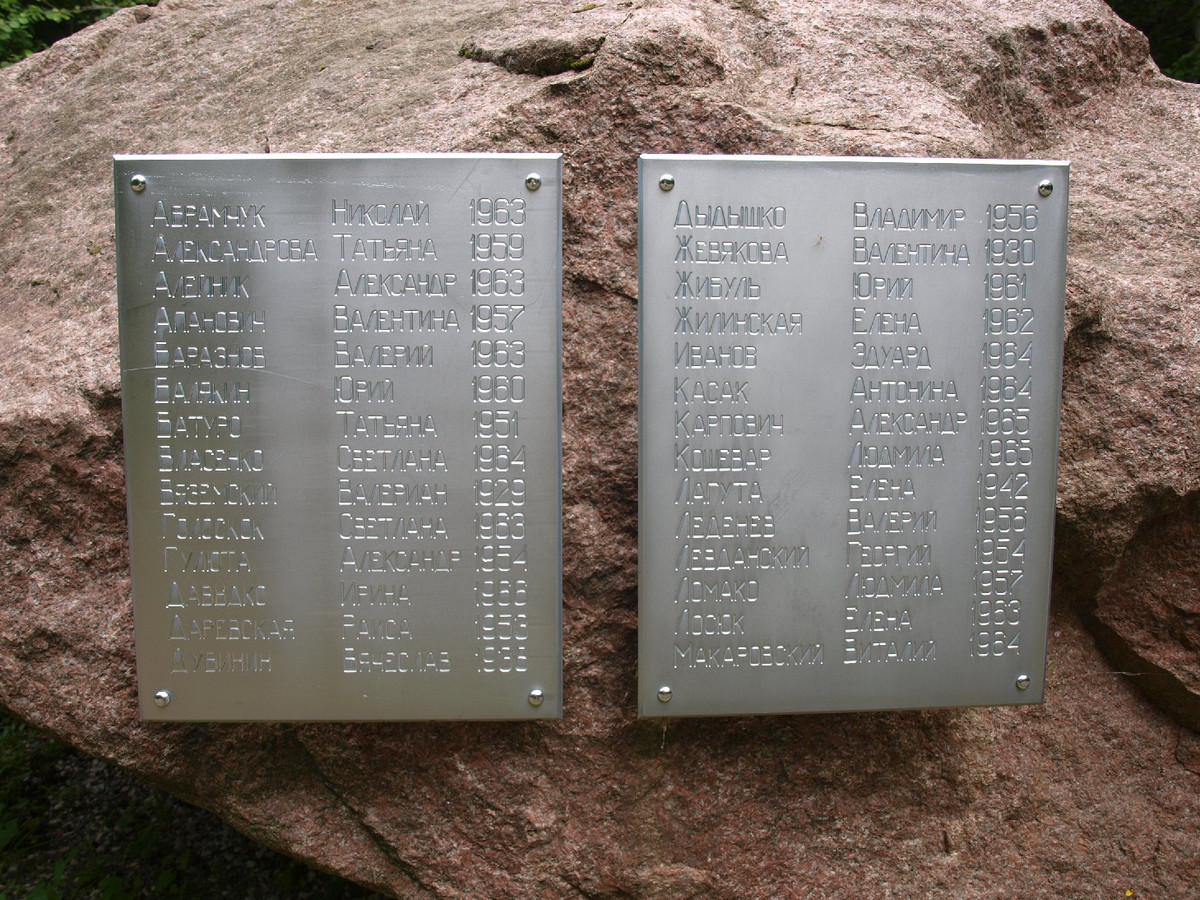 Аврамчук Николай 1963
Александрова Татьяна 1959
Алейник Александр 1963
Апанович Валентина 1957
Баразнов Валерий 1963
Балякин Юрий 1960
Батуро Татьяна 1951
Власенко Светлана 1964
Вяземский Валериан 1929
Голоскок Светлана 1963
Гулюта Александр 1954
Ирина
Даревская Раиса
Дубинин Вячеслав
Дыдышко Владимир 1956
Жевякова Валентина 1930
Жибуль Юрий 1961
Жилинская Елена 1962
Иванов Эдуард 1964
Касак Антонина 1964
Карпович Александр 1965
Кошевар Людмила 1965
Лагута Елена 1942
Леденев Валерий 1956
Левданский Георгий 1954
Ломако Людмила 1957
Лосюк Елена 1963
Макаровский Виталий 1964